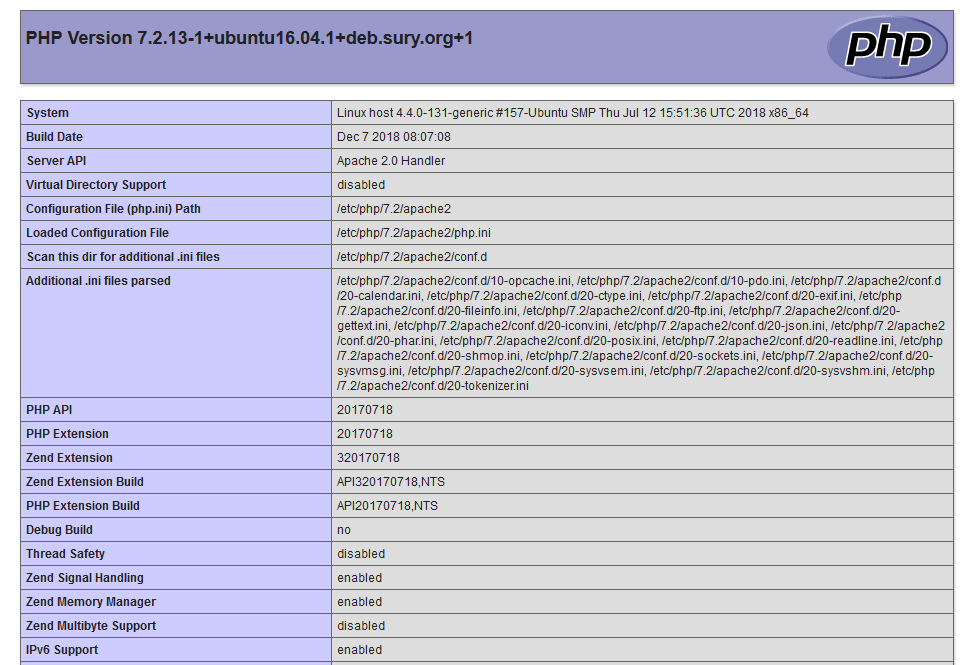 PHP Version 7.2.13-1+ubuntu16.04.1+deb.sury.org+1
php
System Linux host 4.4.0-131-generic #157-Ubuntu SMP Thu Jul 12 15:51:36 UTC 2018 x86_64
Build Date Dec 7 2018 08:07:08
Server API Apache 2.0 Handler
Virtual Directory Support disabled
Configuration File (php.ini) Path /etc/php/7.2/apache2
Loaded Configuration File /etc/php/7.2/apache2/php.ini
Scan this dir for additional .ini files /etc/php/7.2/apache2/conf.d
Additional .ini files parsed /etc/php/7.2/apache2/conf.d/10-opcache.ini, /etc/php/7.2/apache2/conf.d/10-pdo.ini, /etc/php/7.2/apache2/conf.d
/20-calendar.ini, /etc/php/7.2/apache2/conf.d/20-ctype.ini, /etc/php/7.2/apache2/conf.d/20-exif.ini, /etc/php
/7.2/apache2/conf.d/20-fileinfo.ini, /etc/php/7.2/apache2/conf.d/20-ftp.ini, /etc/php/7.2/apache2/conf.d/20-
gettext.ini, /etc/php/7.2/apache2/conf.d/20-iconv.ini, /etc/php/7.2/apache2/conf.d/20-json.ini, /etc/php/7.2/apache2
/conf.d/20-phar.ini, /etc/php/7.2/apache2/conf.d/20-posix.ini, /etc/php/7.2/apache2/conf.d/20-readline.ini, /etc/php
/7.2/apache2/conf.d/20-shmop.ini, /etc/php/7.2/apache2/conf.d/20-sockets.ini, /etc/php/7.2/apache2/conf.d/20-
sysvmsg.ini, /etc/php/7.2/apache2/conf.d/20-sysvsem.ini, /etc/php/7.2/apache2/conf.d/20-sysvshm.ini, /etc/php
/7.2/apache2/conf.d/20-tokenizer.ini
PHP API 20170718
PHP Extension 20170718
Zend Extension 320170718
Zend Extension Build API320170718,NTS
PHP Extension Build API20170718,NTS
Debug Build no
Thread Safety disabled
Zend Signal Handling enabled
Zend Memory Manager enabled
Zend Multibyte Support disabled
IPv6 Support enabled